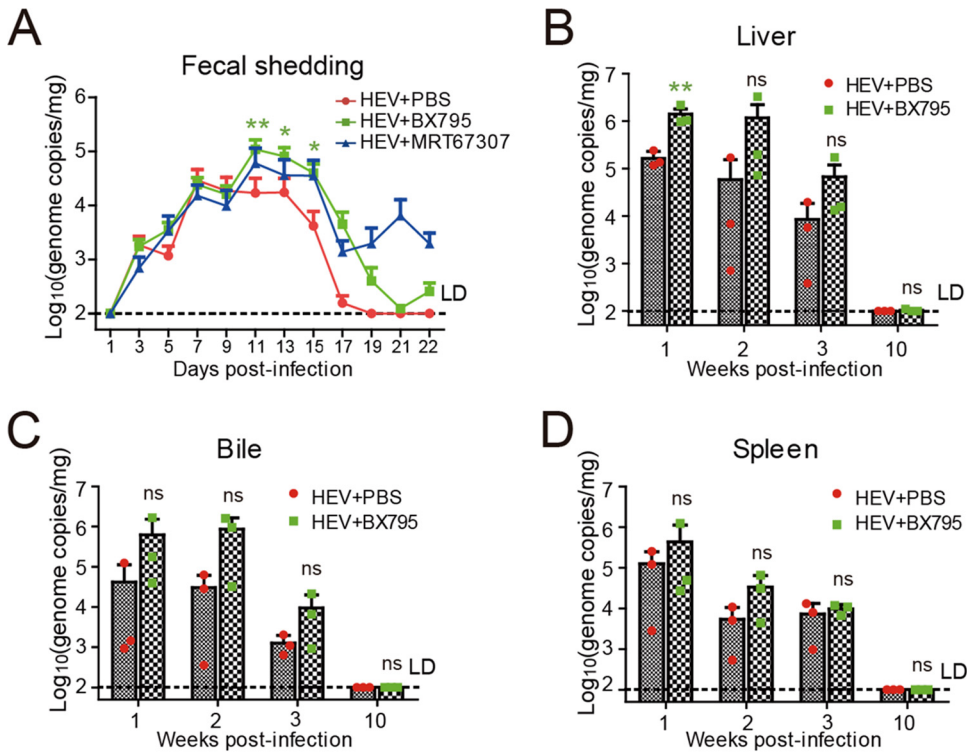 A
Fecal shedding
Log10(genome copies/mg)
6
5
4
3
2
HEV+PBS
HEV+BX795
HEV+MRT67307
** * *
LD
1 3 5 7 9 11 13 15 17 19 21 22
Days post-infection
B
Liver
Log10(genome copies/mg)
7
6
5
4
3
2
HEV+PBS
HEV+BX795
**
ns
ns
ns
LD
1 2 3 10
Weeks post-infection
C
Bile
Log10(genome copies/mg)
7
6
5
4
3
2
HEV+PBS
HEV+BX795
ns
ns
ns
ns
LD
1 2 3 10
Weeks post-infection
D
Spleen
Log10(genome copies/mg)
7
6
5
4
3
2
HEV+PBS
HEV+BX795
ns
ns
ns
ns
LD
1 2 3 10
Weeks post-infection